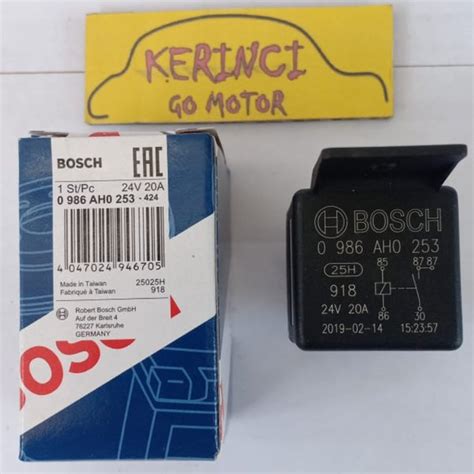 KERINCI
GO MOTOR
BOSCH
EAC
1 St/Pc 24V 20A
0 986 AH0 253 - 424
4 047024 946705
Made in Taiwan
Fabriqué à Taiwan
25025H
918
Robert Bosch GmbH
Auf der Breit 4
76227 Karlsruhe
GERMANY
BOSCH
BOSCH
0 986 AH0 253
25H
85
87 87
918
24V 20A
86
30
2019-02-14 15:23:57